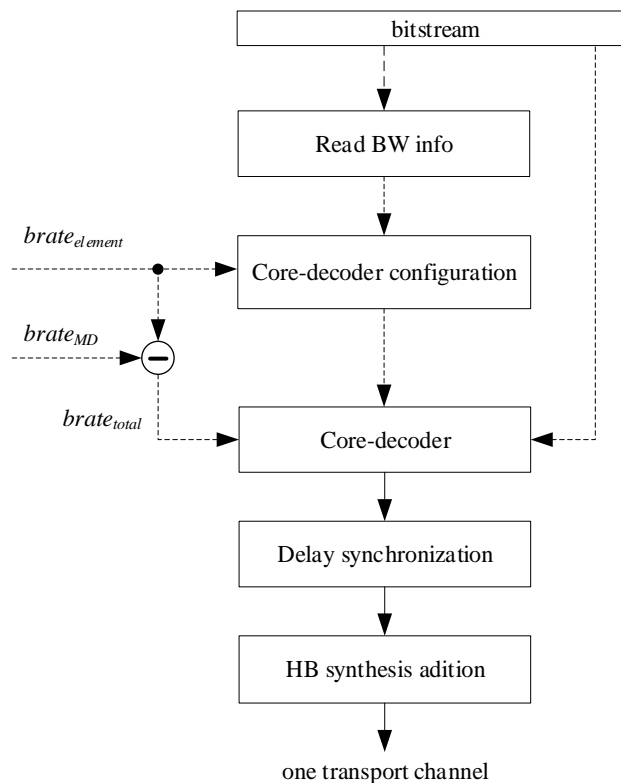 bitstream
Read BW info
brate_element
Core-decoder configuration
brate_MD
brate_total
Core-decoder
Delay synchronization
HB synthesis adition
one transport channel